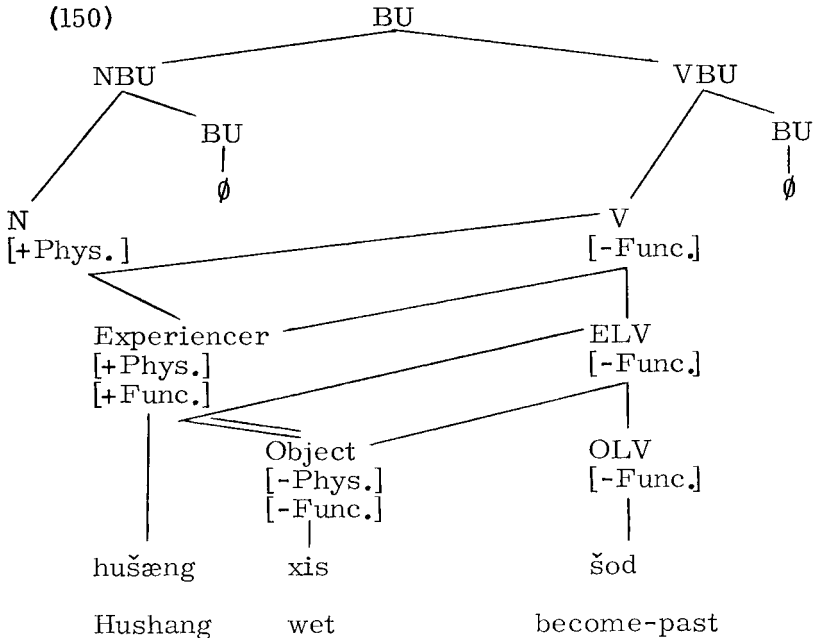 (150) BU
NBU VBU
BU BU
∅ ∅
N V
[+Phys.] [-Func.]
Experiencer ELV
[+Phys.] [-Func.]
[+Func.]
Object OLV
[-Phys.] [-Func.]
[-Func.]
hušæng xis šod
Hushang wet become-past